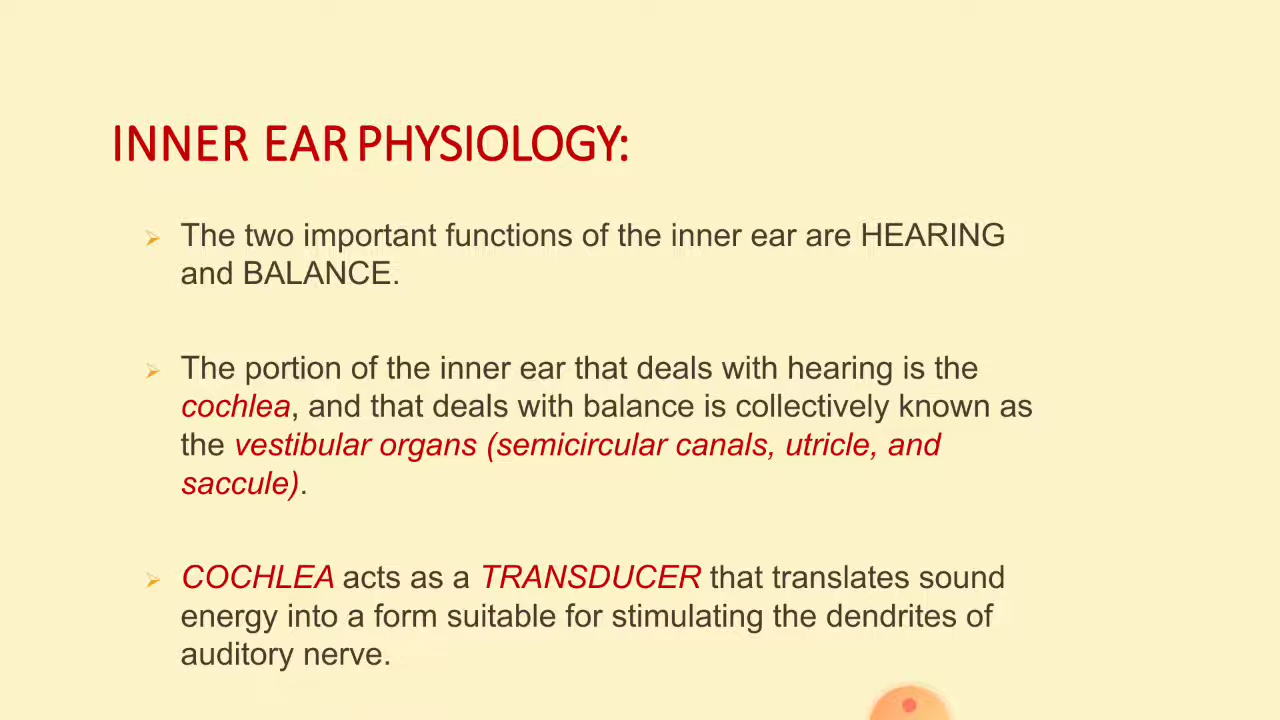 INNER EAR PHYSIOLOGY:
The two important functions of the inner ear are HEARING
and BALANCE.
The portion of the inner ear that deals with hearing is the
cochlea, and that deals with balance is collectively known as
the vestibular organs (semicircular canals, utricle, and
saccule).
COCHLEA acts as a TRANSDUCER that translates sound
energy into a form suitable for stimulating the dendrites of
auditory nerve.